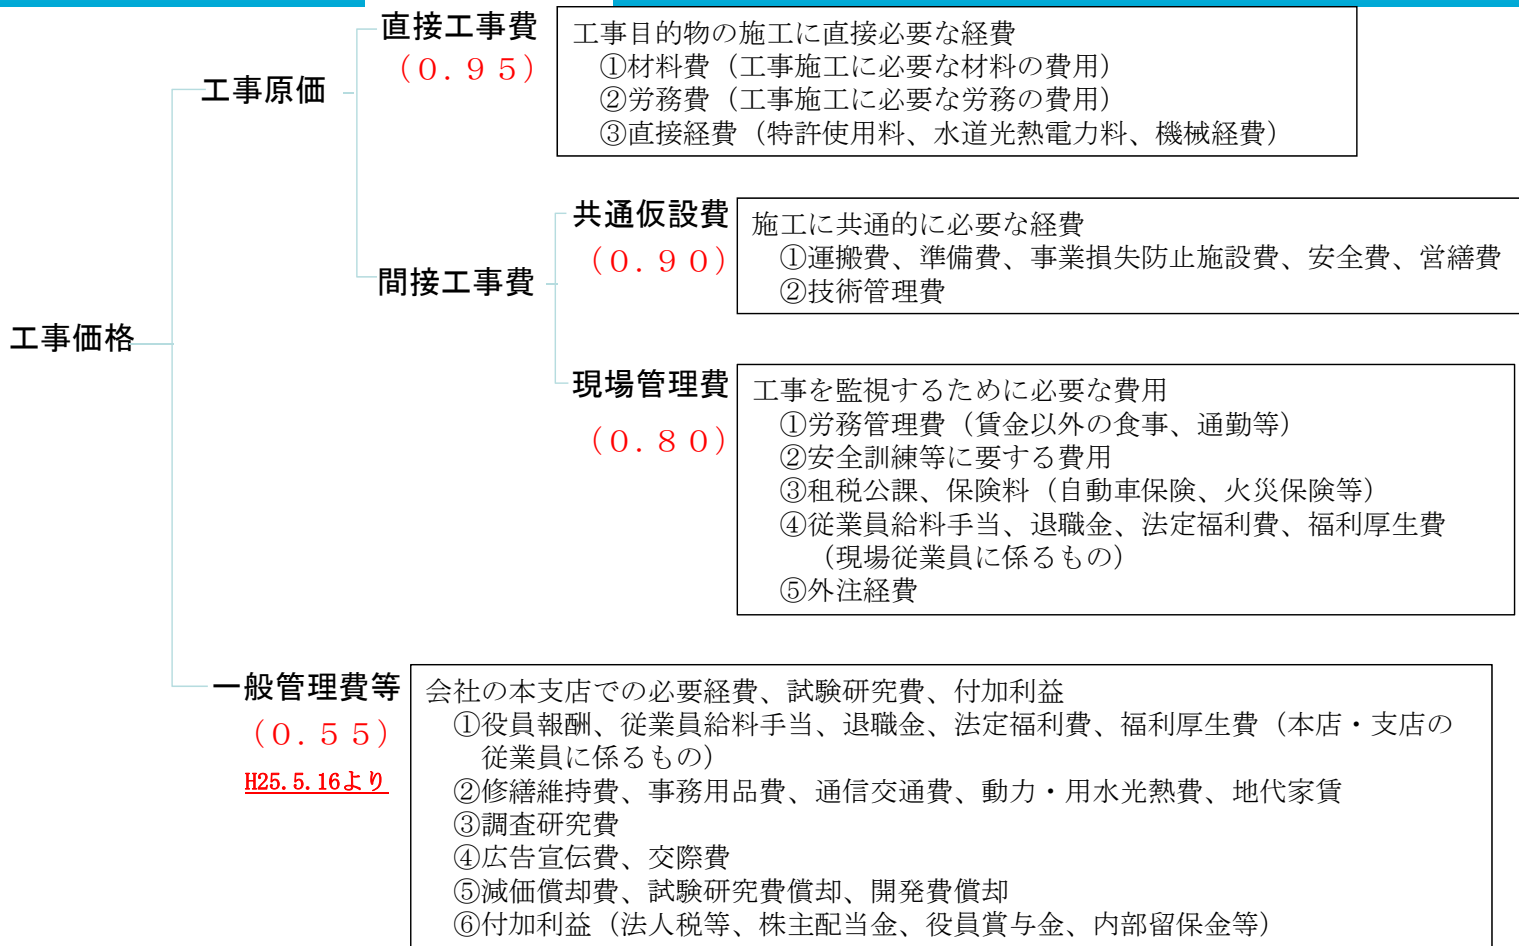 直接工事費
（０.９５）
工事目的物の施工に直接必要な経費
①材料費（工事施工に必要な材料の費用）
②労務費（工事施工に必要な労務の費用）
③直接経費（特許使用料、水道光熱電力料、機械経費）
工事原価
共通仮設費
（０.９０）
施工に共通的に必要な経費
①運搬費、準備費、事業損失防止施設費、安全費、営繕費
②技術管理費
間接工事費
工事価格
現場管理費
（０.８０）
工事を監視するために必要な費用
①労務管理費（賃金以外の食事、通勤等）
②安全訓練等に要する費用
③租税公課、保険料（自動車保険、火災保険等）
④従業員給料手当、退職金、法定福利費、福利厚生費
（現場従業員に係るもの）
⑤外注経費
一般管理費等
（０.５５）
H25.5.16より
会社の本支店での必要経費、試験研究費、付加利益
①役員報酬、従業員給料手当、退職金、法定福利費、福利厚生費（本店・支店の
従業員に係るもの）
②修繕維持費、事務用品費、通信交通費、動力・用水光熱費、地代家賃
③調査研究費
④広告宣伝費、交際費
⑤減価償却費、試験研究費償却、開発費償却
⑥付加利益（法人税等、株主配当金、役員賞与金、内部留保金等）